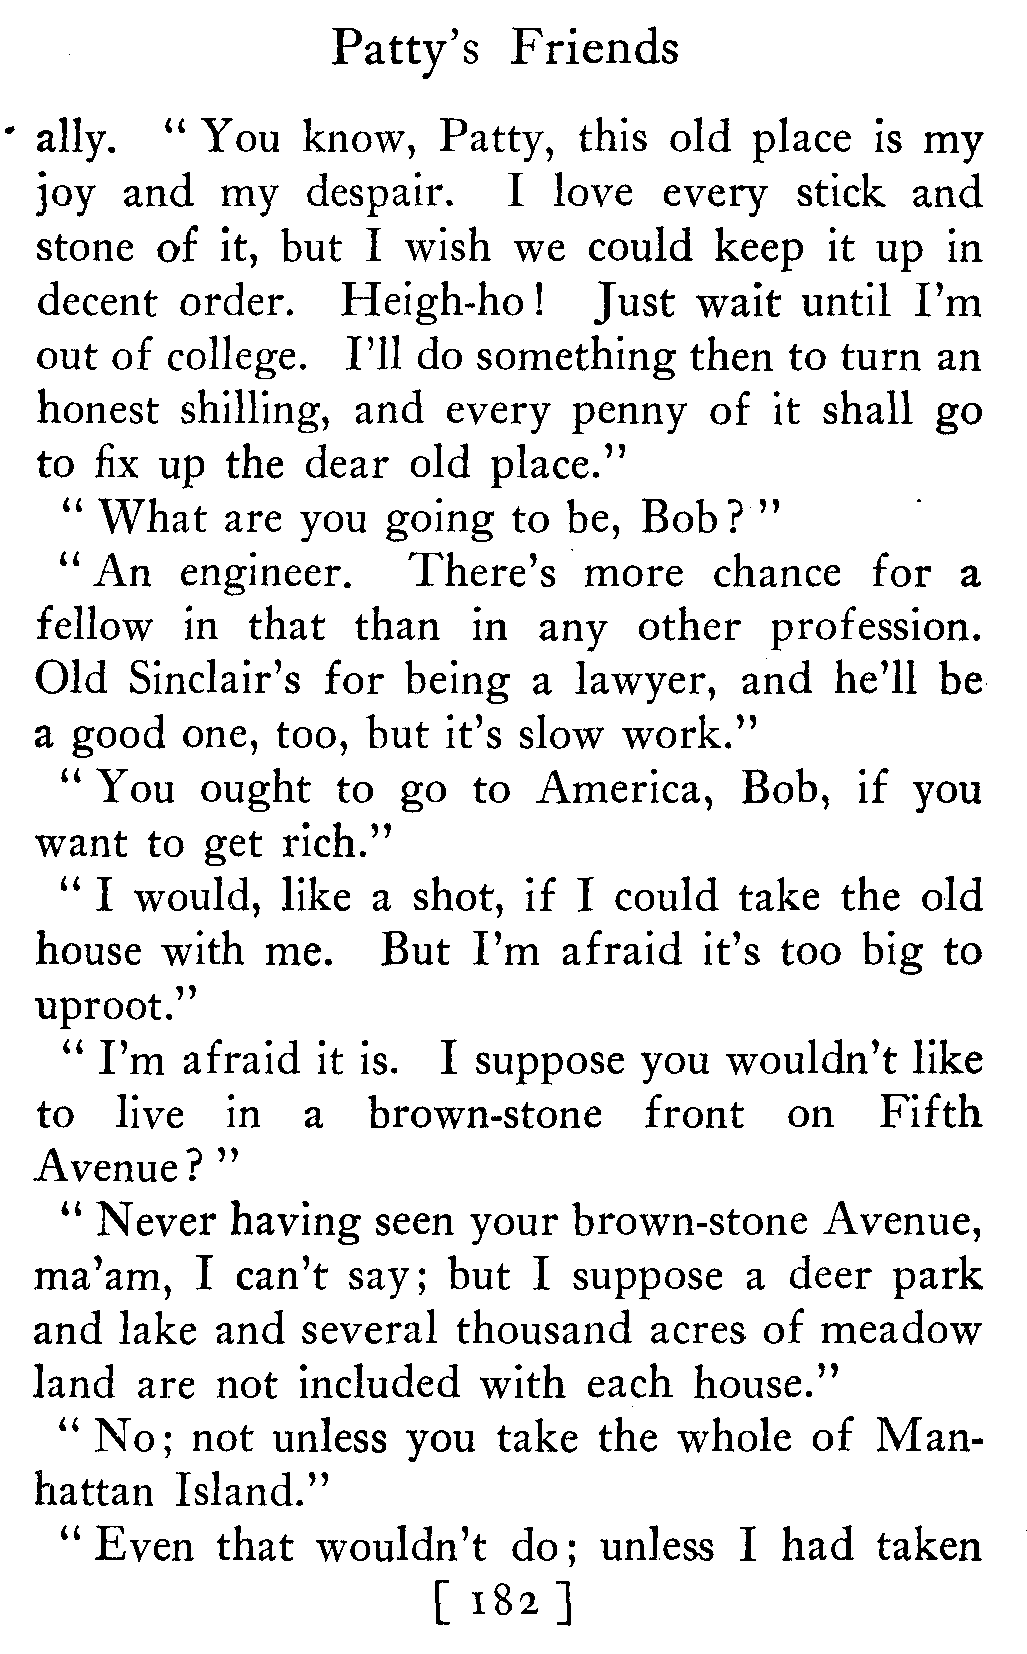 Patty's Friends
ally. "You know, Patty, this old place is my
joy and my despair. I love every stick and
stone of it, but I wish we could keep it up in
decent order. Heigh-ho! Just wait until I'm
out of college. I'll do something then to turn an
honest shilling, and every penny of it shall go
to fix up the dear old place."
"What are you going to be, Bob?"
"An engineer. There's more chance for a
fellow in that than in any other profession.
Old Sinclair's for being a lawyer, and he'll be
a good one, too, but it's slow work."
"You ought to go to America, Bob, if you
want to get rich."
"I would, like a shot, if I could take the old
house with me. But I'm afraid it's too big to
uproot."
"I'm afraid it is. I suppose you wouldn't like
to live in a brown-stone front on Fifth
Avenue?"
"Never having seen your brown-stone Avenue,
ma'am, I can't say; but I suppose a deer park
and lake and several thousand acres of meadow
land are not included with each house."
"No; not unless you take the whole of Man-
hattan Island."
"Even that wouldn't do; unless I had taken
[ 182 ]